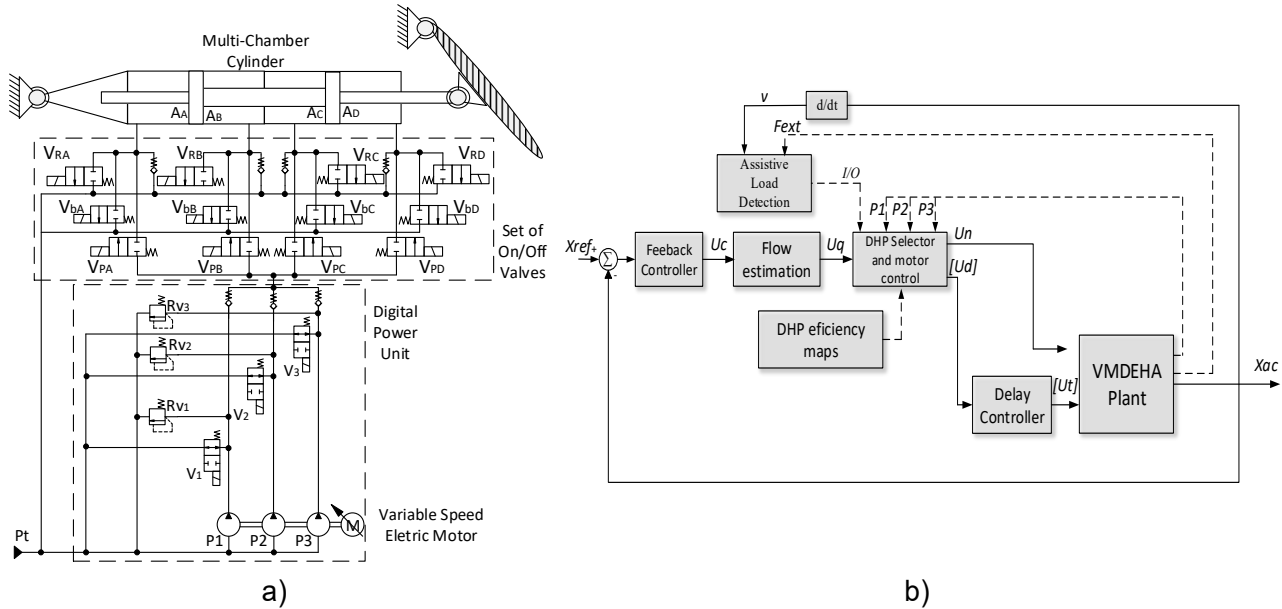 Multi-Chamber
Cylinder
AA
AB
AC
AD
VRA
VRB
VRC
VRD
VbA
VbB
VbC
VbD
VPA
VPB
VPC
VPD
Set of
On/Off
Valves
Digital
Power
Unit
Rv3
Rv2
Rv1
V3
V2
V1
Pt
P1
P2
P3
M
Variable Speed
Eletric Motor
a)
v
d/dt
Fext
Assistive
Load
Detection
I/O
P1 P2 P3
Xref
+
Σ
-
Feeback
Controller
Uc
Flow
estimation
Uq
DHP Selector
and motor
control
Un
[Ud]
DHP eficiency
maps
Delay
Controller
[Ut]
VMDEHA
Plant
Xac
b)